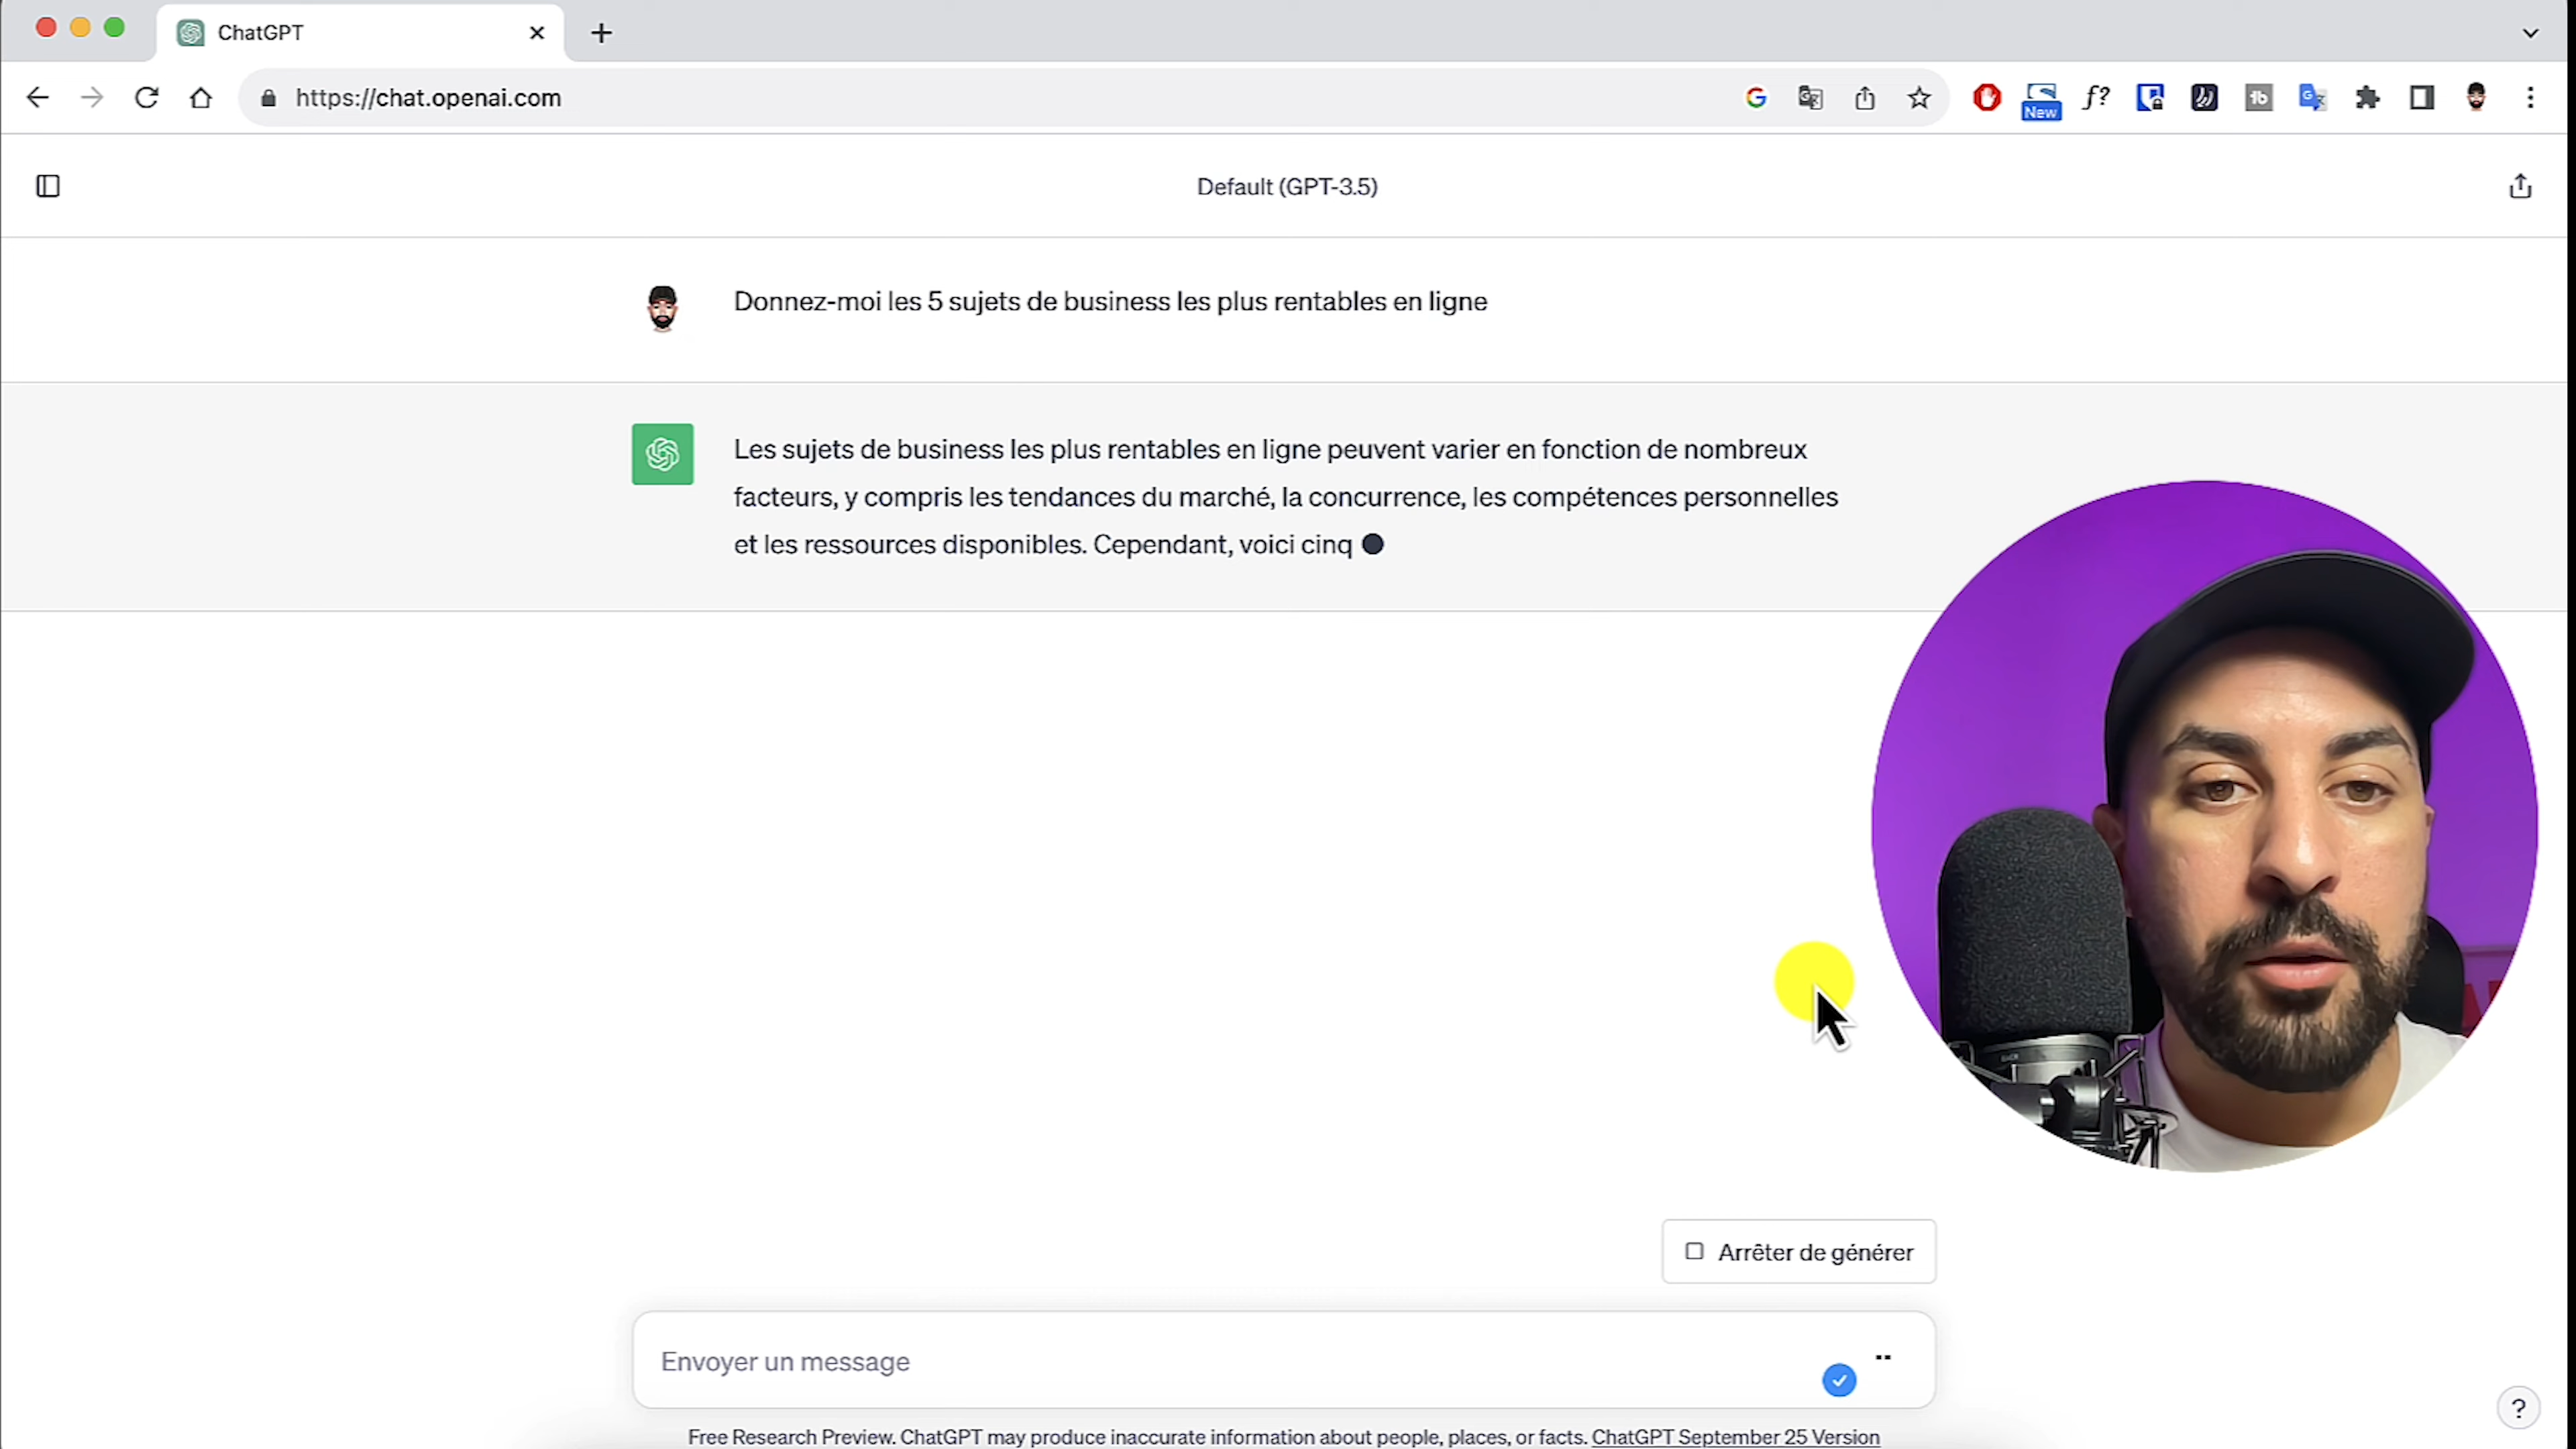 ChatGPT
https://chat.openai.com
New
Default (GPT-3.5)
Donnez-moi les 5 sujets de business les plus rentables en ligne
Les sujets de business les plus rentables en ligne peuvent varier en fonction de nombreux
facteurs, y compris les tendances du marché, la concurrence, les compétences personnelles
et les ressources disponibles. Cependant, voici cinq
Arrêter de générer
Envoyer un message
Free Research Preview. ChatGPT may produce inaccurate information about people, places, or facts. ChatGPT September 25 Version
?